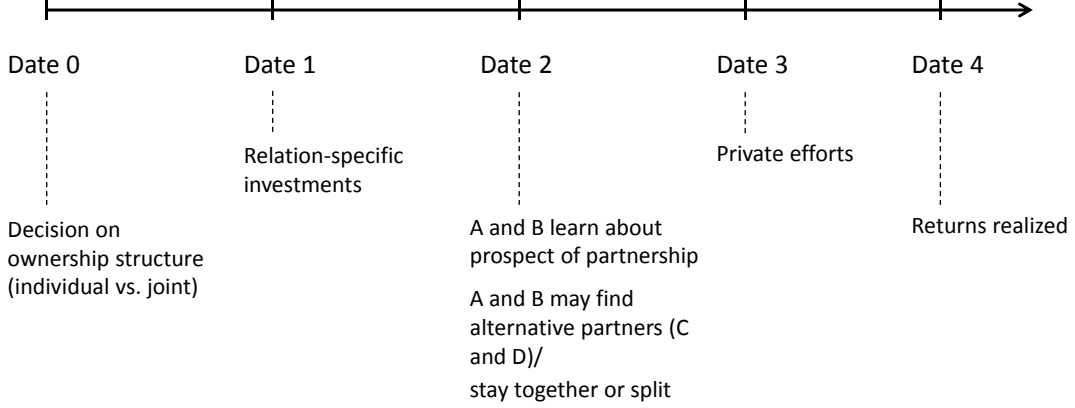 Date 0
Date 1
Date 2
Date 3
Date 4
Relation-specific
investments
Private efforts
Decision on
ownership structure
(individual vs. joint)
A and B learn about
prospect of partnership
A and B may find
alternative partners (C
and D)/
stay together or split
Returns realized